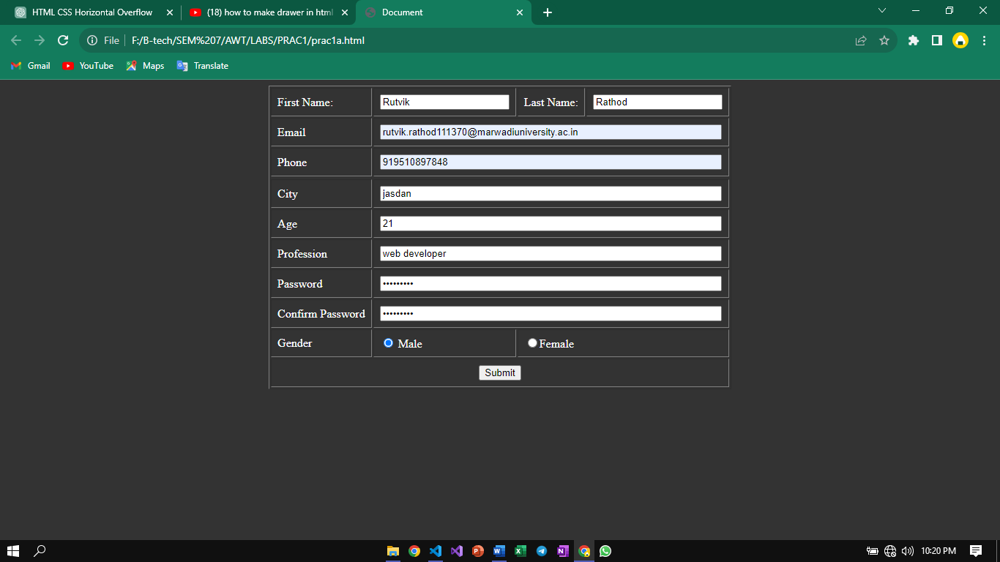 HTML CSS Horizontal Overflow
(18) how to make drawer in html
Document
File
F:/B-tech/SEM%207/AWT/LABS/PRAC1/prac1a.html
Gmail
YouTube
Maps
Translate
First Name: Rutvik Last Name: Rathod
Email rutvik.rathod111370@marwadiuniversity.ac.in
Phone 919510897848
City jasdan
Age 21
Profession web developer
Password •••••••••
Confirm Password •••••••••
Gender Male Female
Submit
10:20 PM